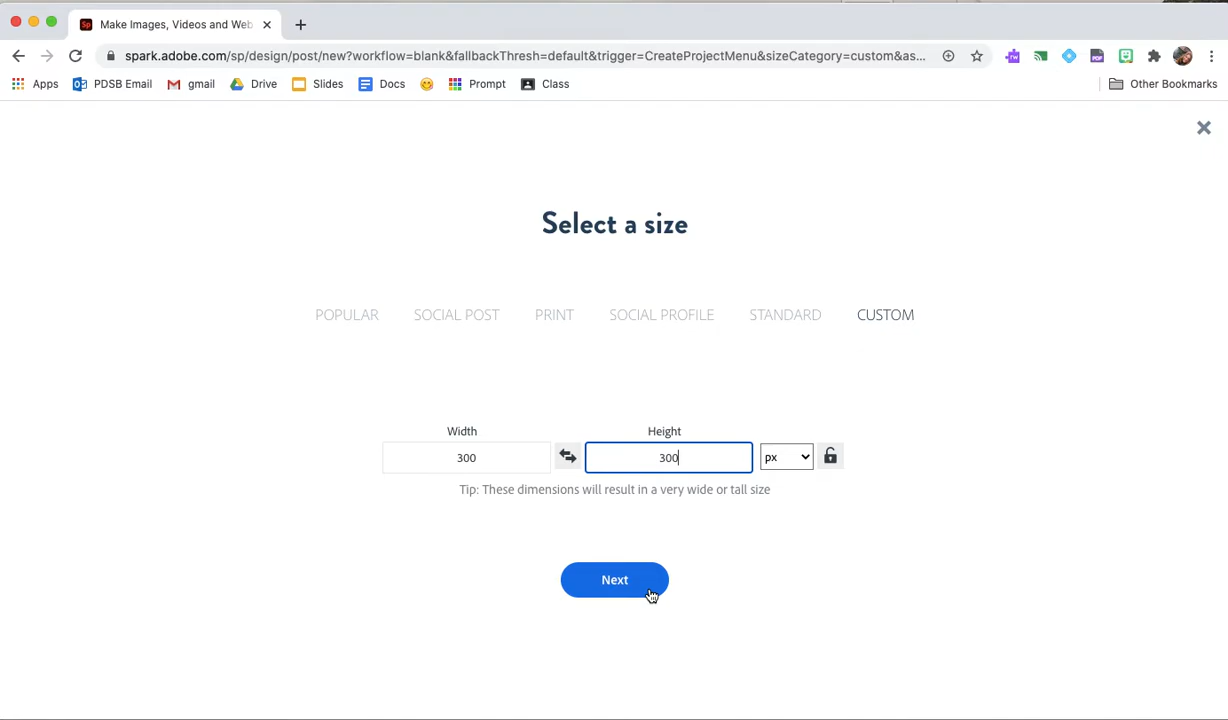 Sp Make Images, Videos and Web
spark.adobe.com/sp/design/post/new?workflow=blank&fallbackThresh=default&trigger=CreateProjectMenu&sizeCategory=custom&as...
Apps PDSB Email gmail Drive Slides Docs Prompt Class Other Bookmarks
Select a size
POPULAR SOCIAL POST PRINT SOCIAL PROFILE STANDARD CUSTOM
Width Height
300 300 px
Tip: These dimensions will result in a very wide or tall size
Next